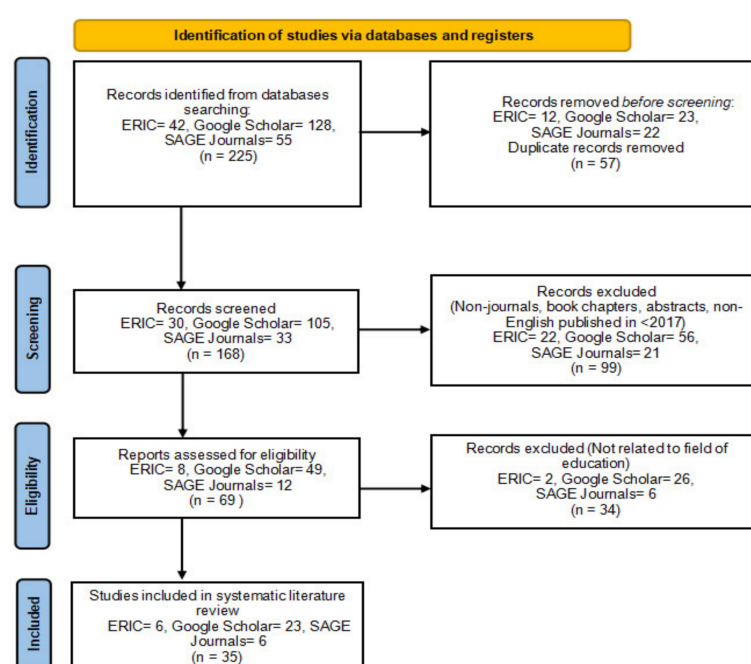 Identification of studies via databases and registers
Identification
Records identified from databases
searching:
ERIC= 42, Google Scholar= 128,
SAGE Journals= 55
(n = 225)
Records removed before screening:
ERIC= 12, Google Scholar= 23,
SAGE Journals= 22
Duplicate records removed
(n = 57)
Screening
Records screened
ERIC= 30, Google Scholar= 105,
SAGE Journals= 33
(n = 168)
Records excluded
(Non-journals, book chapters, abstracts, non-
English published in <2017)
ERIC= 22, Google Scholar= 56,
SAGE Journals= 21
(n = 99)
Eligibility
Reports assessed for eligibility
ERIC= 8, Google Scholar= 49,
SAGE Journals= 12
(n = 69 )
Records excluded (Not related to field of
education)
ERIC= 2, Google Scholar= 26,
SAGE Journals= 6
(n = 34)
Included
Studies included in systematic literature
review
ERIC= 6, Google Scholar= 23, SAGE
Journals= 6
(n = 35)